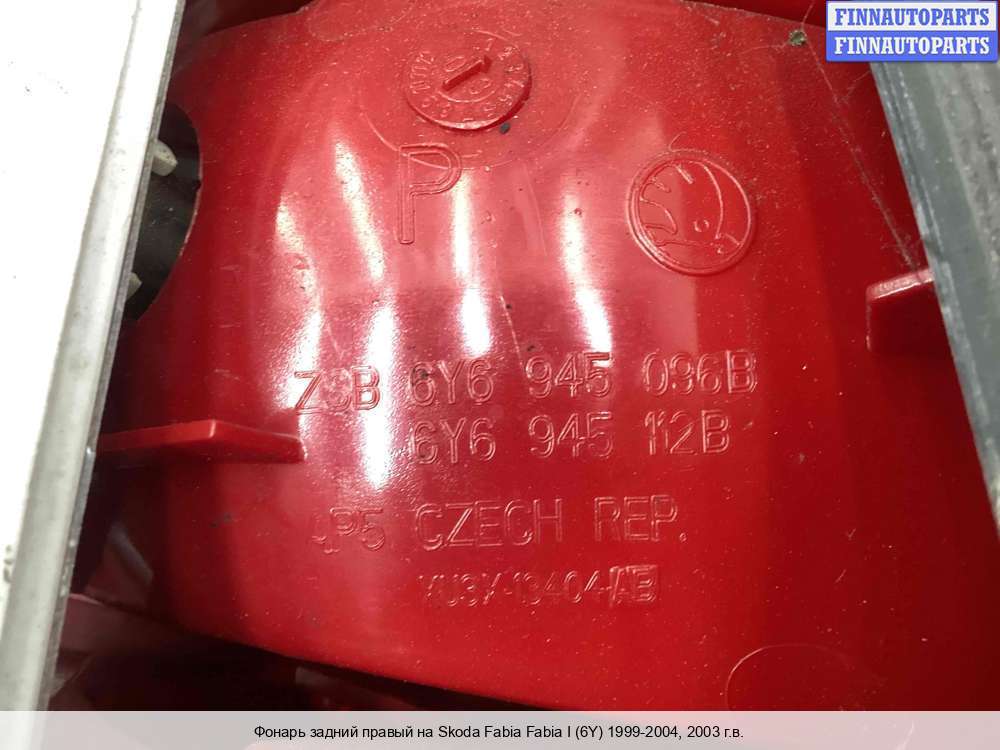 FINNAUTOPARTS
FINNAUTOPARTS
P
ZSB 6Y6 945 096B
6Y6 945 112B
CZECH REP.
Фонарь задний правый на Skoda Fabia Fabia I (6Y) 1999-2004, 2003 г.в.